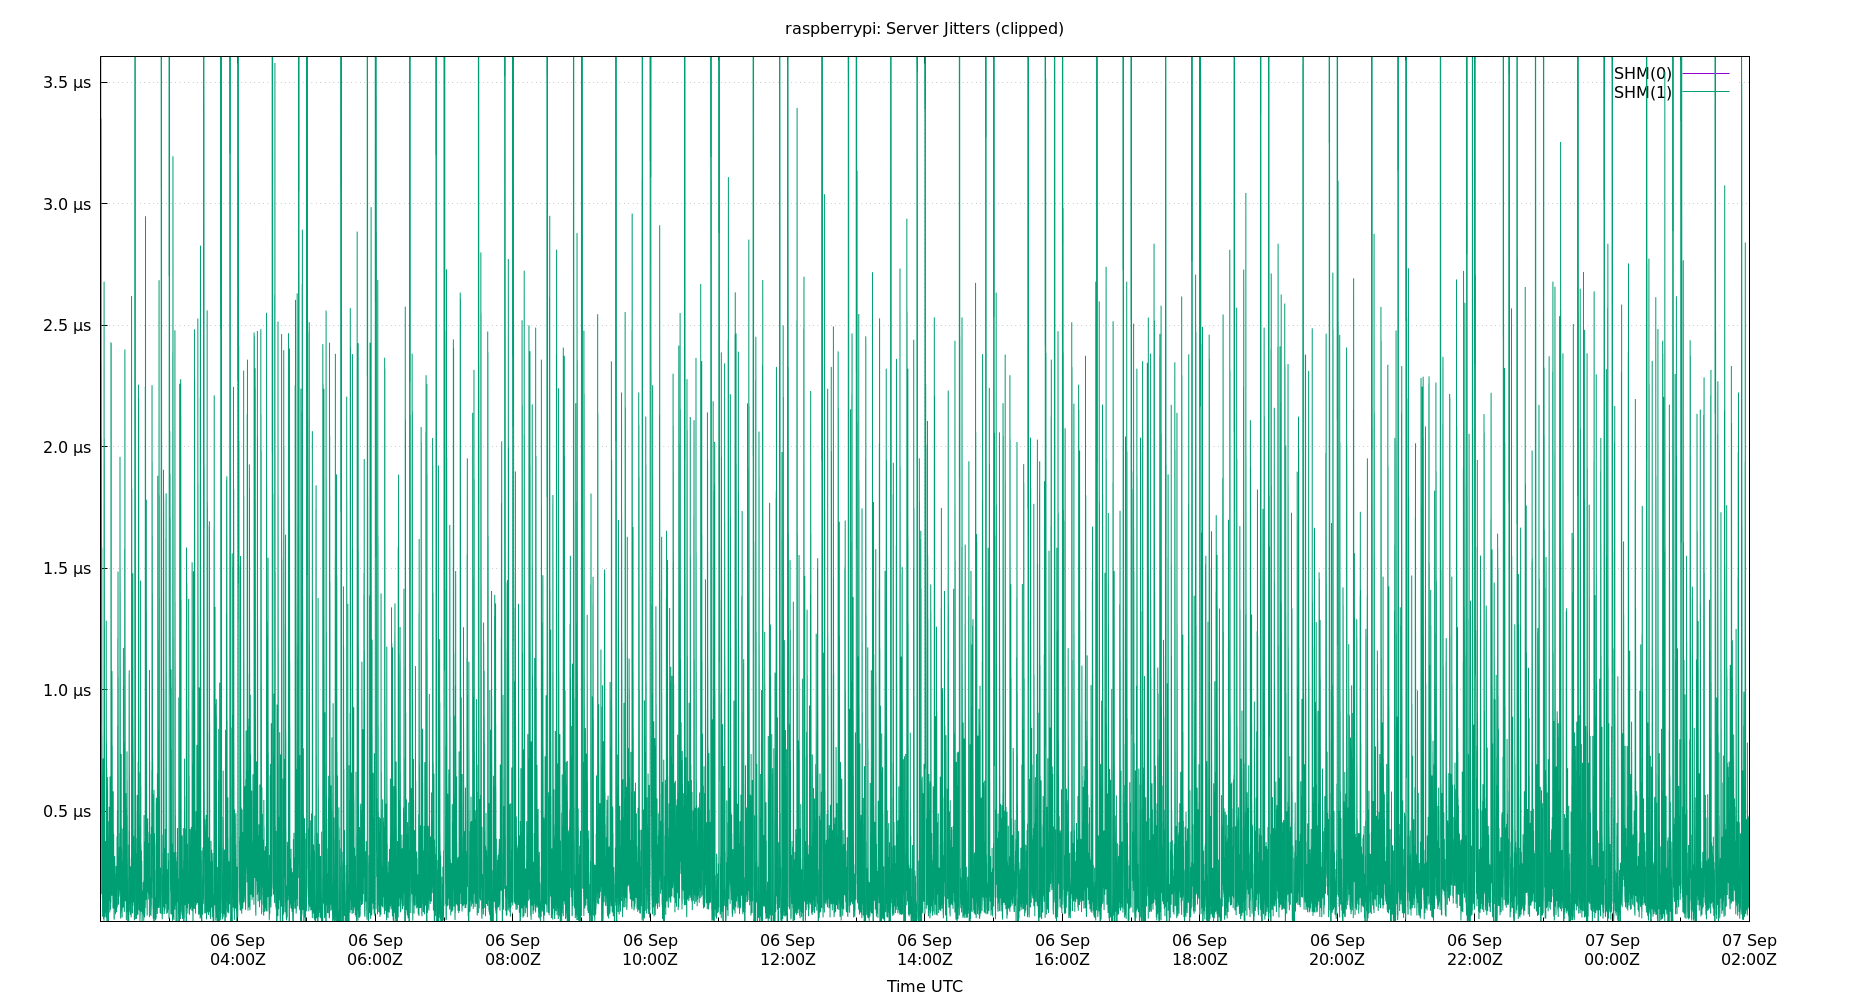 raspberrypi: Server Jitters (clipped)
SHM(0)
SHM(1)
3.5 µs
3.0 µs
2.5 µs
2.0 µs
1.5 µs
1.0 µs
0.5 µs
06 Sep 06 Sep 06 Sep 06 Sep 06 Sep 06 Sep 06 Sep 06 Sep 06 Sep 06 Sep 07 Sep 07 Sep
04:00Z 06:00Z 08:00Z 10:00Z 12:00Z 14:00Z 16:00Z 18:00Z 20:00Z 22:00Z 00:00Z 02:00Z
Time UTC